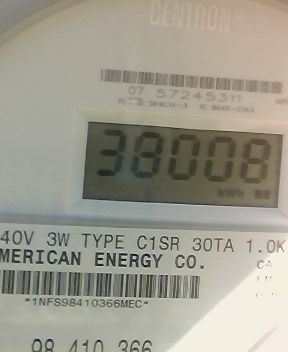 CENTRON
07 57245311
38008
kWh
40V 3W TYPE C1SR 30TA 1.0K
MERICAN ENERGY CO.
CA
*1NFS98410366MEC*
98 410 366